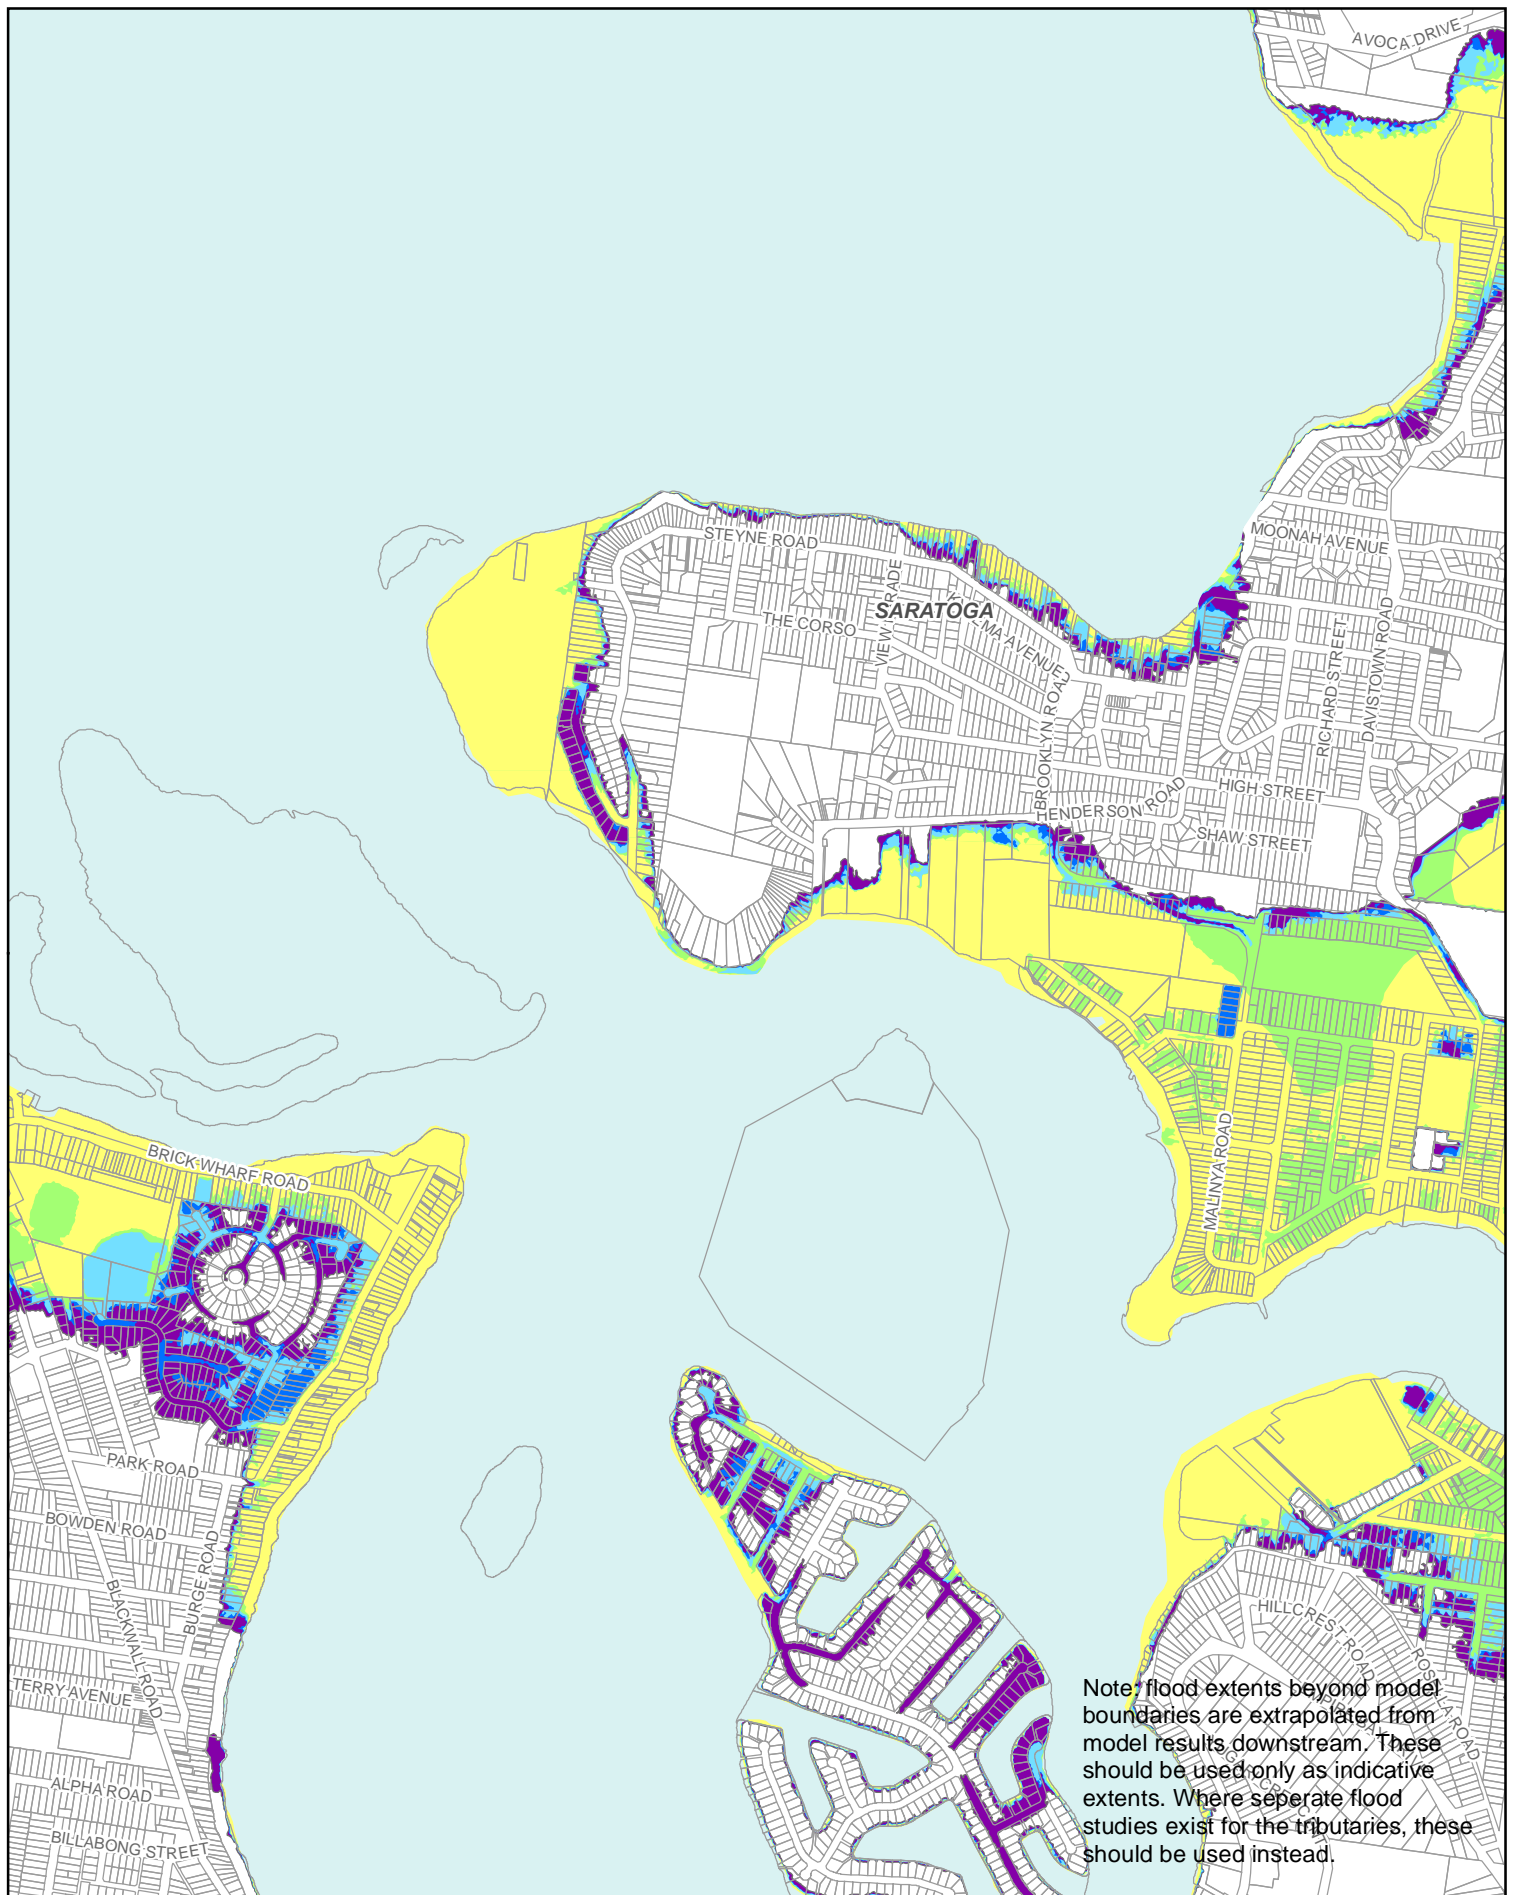 AVOCA DRIVE
STEYNE ROAD
MOONAH AVENUE
SARATOGA
THE CORSO
AVENUE
BROOKLYN ROAD
RICHARD STREET
DAVISTOWN ROAD
HIGH STREET
HENDERSON ROAD
SHAW STREET
MALINYA ROAD
BRICK WHARF ROAD
PARK ROAD
BOWDEN ROAD
BURGE ROAD
BLACKWALL ROAD
TERRY AVENUE
ALPHA ROAD
BILLABONG STREET
HILLCREST ROAD
ROAD
Note: flood extents beyond model
boundaries are extrapolated from
model results downstream. These
should be used only as indicative
extents. Where seperate flood
studies exist for the tributaries, these
should be used instead.